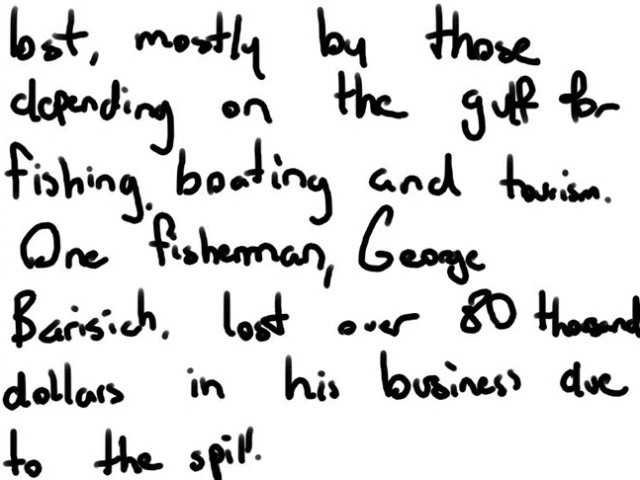 lost, mostly by those
depending on the gulf for
fishing, boating and tourism.
One fisherman, George
Barisich, lost over 80 thousand
dollars in his business due
to the spill.